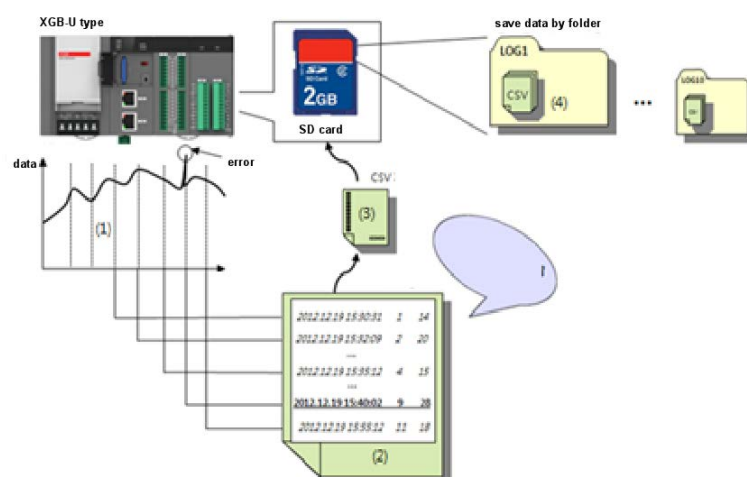 XGB-U type
save data by folder
LOG1
CSV
(4)
...
LOG10
SD Card
2GB
SD card
data
error
(1)
CSV
(3)
2012.12.19 15:30:31 1 14
2012.12.19 15:32:09 2 20
...
2012.12.19 15:35:12 4 15
...
2012.12.19 15:40:02 9 28
2012.12.19 15:55:12 11 18
(2)